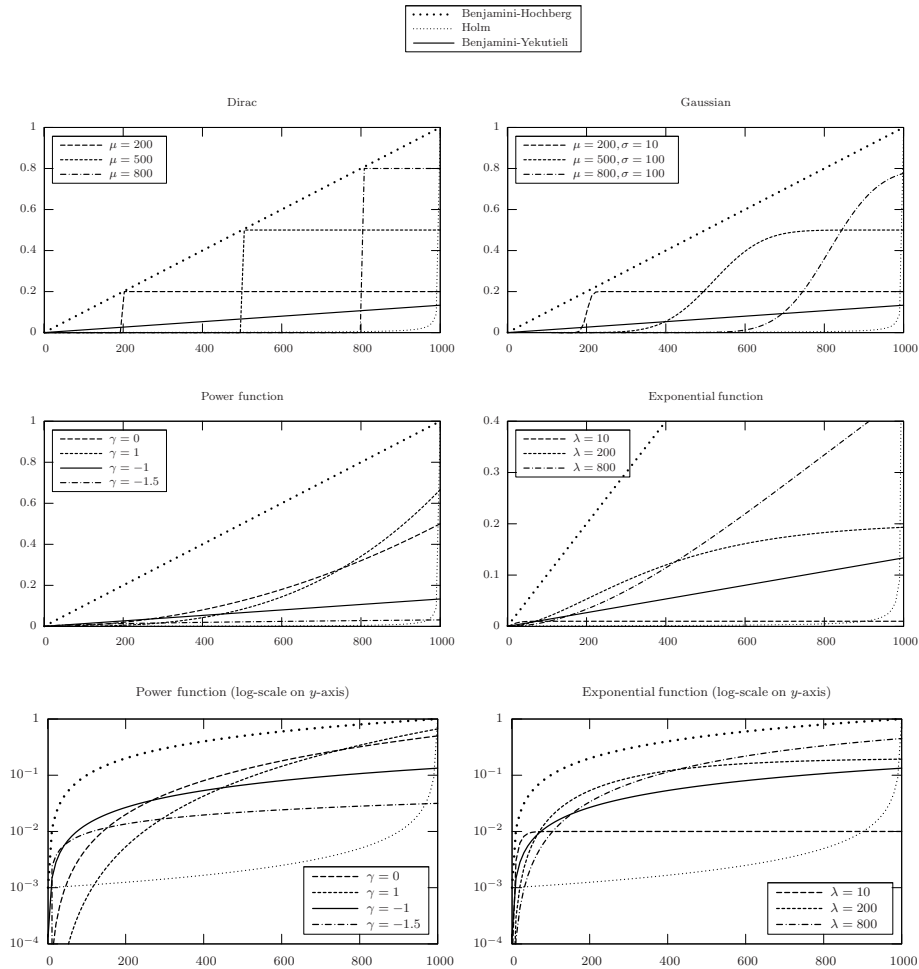 Benjamini-Hochberg
Holm
Benjamini-Yekutieli
Dirac
1
0.8
0.6
0.4
0.2
0
0 200 400 600 800 1000
μ = 200
μ = 500
μ = 800
Gaussian
1
0.8
0.6
0.4
0.2
0
0 200 400 600 800 1000
μ = 200, σ = 10
μ = 500, σ = 100
μ = 800, σ = 100
Power function
1
0.8
0.6
0.4
0.2
0
0 200 400 600 800 1000
γ = 0
γ = 1
γ = −1
γ = −1.5
Exponential function
0.4
0.3
0.2
0.1
0
0 200 400 600 800 1000
λ = 10
λ = 200
λ = 800
Power function (log-scale on y-axis)
1
10⁻¹
10⁻²
10⁻³
10⁻⁴
0 200 400 600 800 1000
γ = 0
γ = 1
γ = −1
γ = −1.5
Exponential function (log-scale on y-axis)
1
10⁻¹
10⁻²
10⁻³
10⁻⁴
0 200 400 600 800 1000
λ = 10
λ = 200
λ = 800